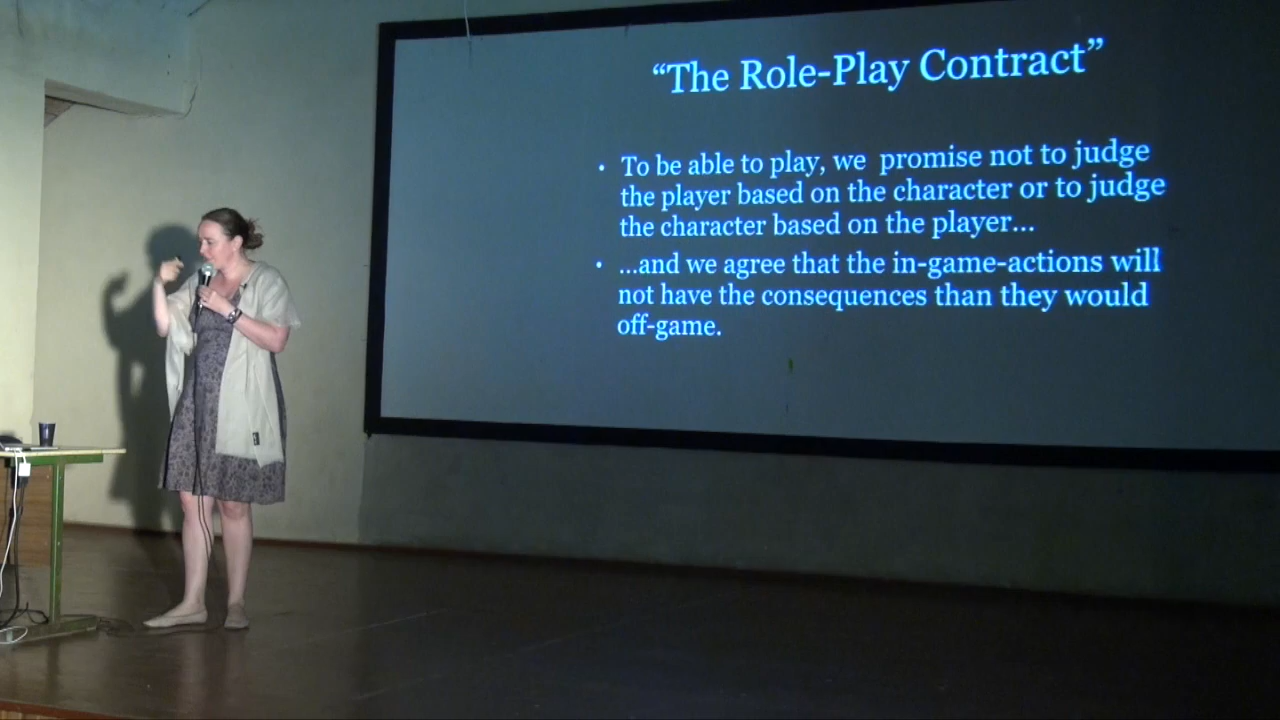 “The Role-Play Contract”
• To be able to play, we promise not to judge
the player based on the character or to judge
the character based on the player...
• ...and we agree that the in-game-actions will
not have the consequences than they would
off-game.